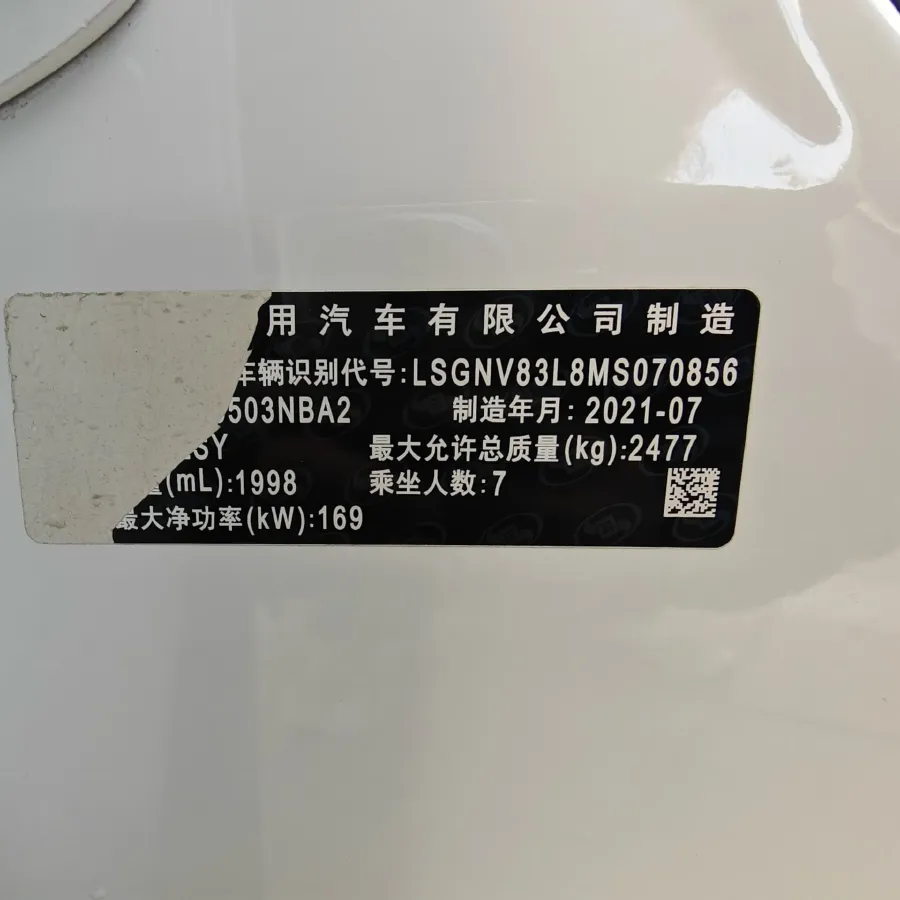 用汽车有限公司制造
车辆识别代号:LSGNV83L8MS070856
503NBA2 制造年月: 2021-07
SY 最大允许总质量(kg):2477
量(mL):1998 乘坐人数:7
最大净功率(kW):169